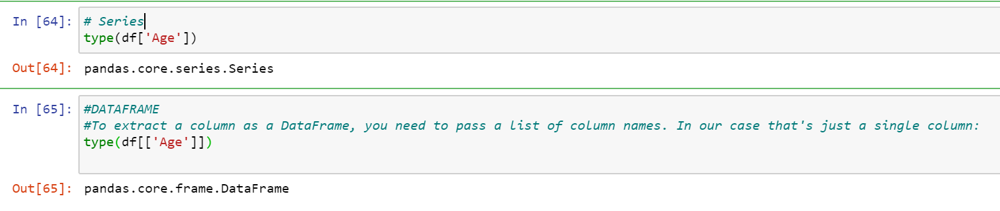 In [64]: # Series
type(df['Age'])
Out[64]: pandas.core.series.Series
In [65]: #DATAFRAME
#To extract a column as a DataFrame, you need to pass a list of column names. In our case that's just a single column:
type(df[['Age']])
Out[65]: pandas.core.frame.DataFrame